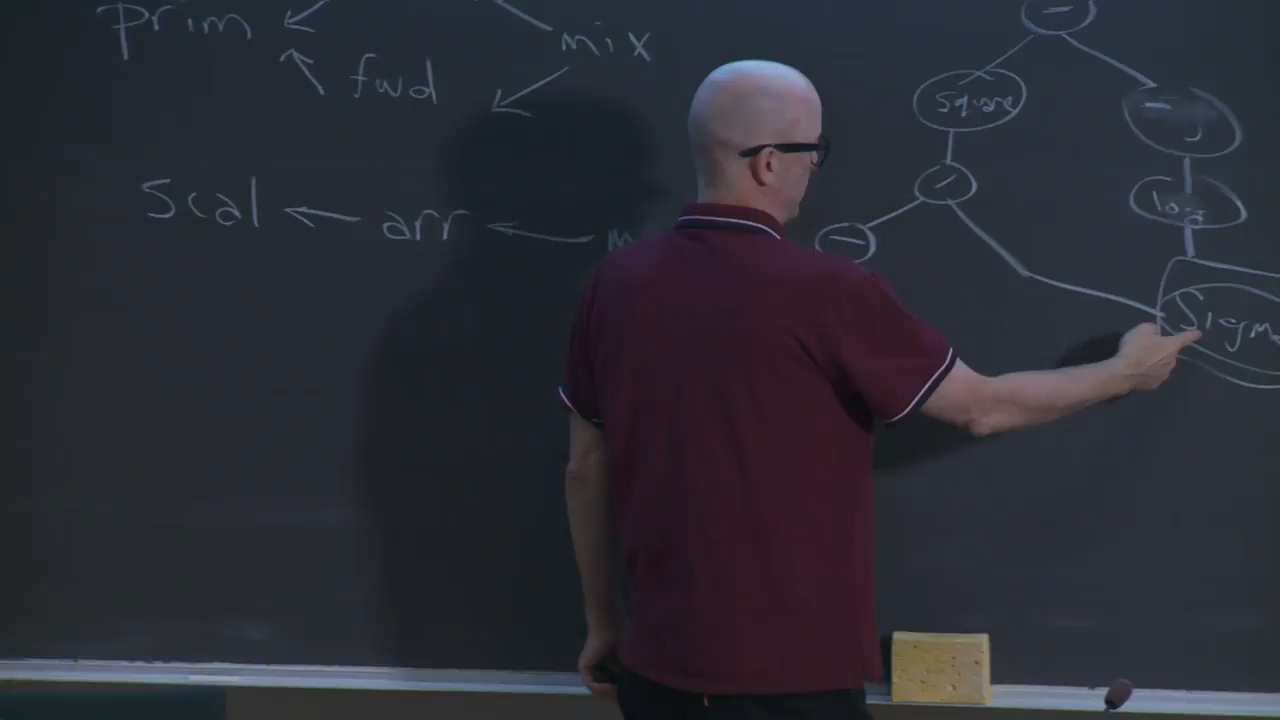 prim
mix
fwd
Scal ← arr ← m
−
square
−
/
log
−
Sigm